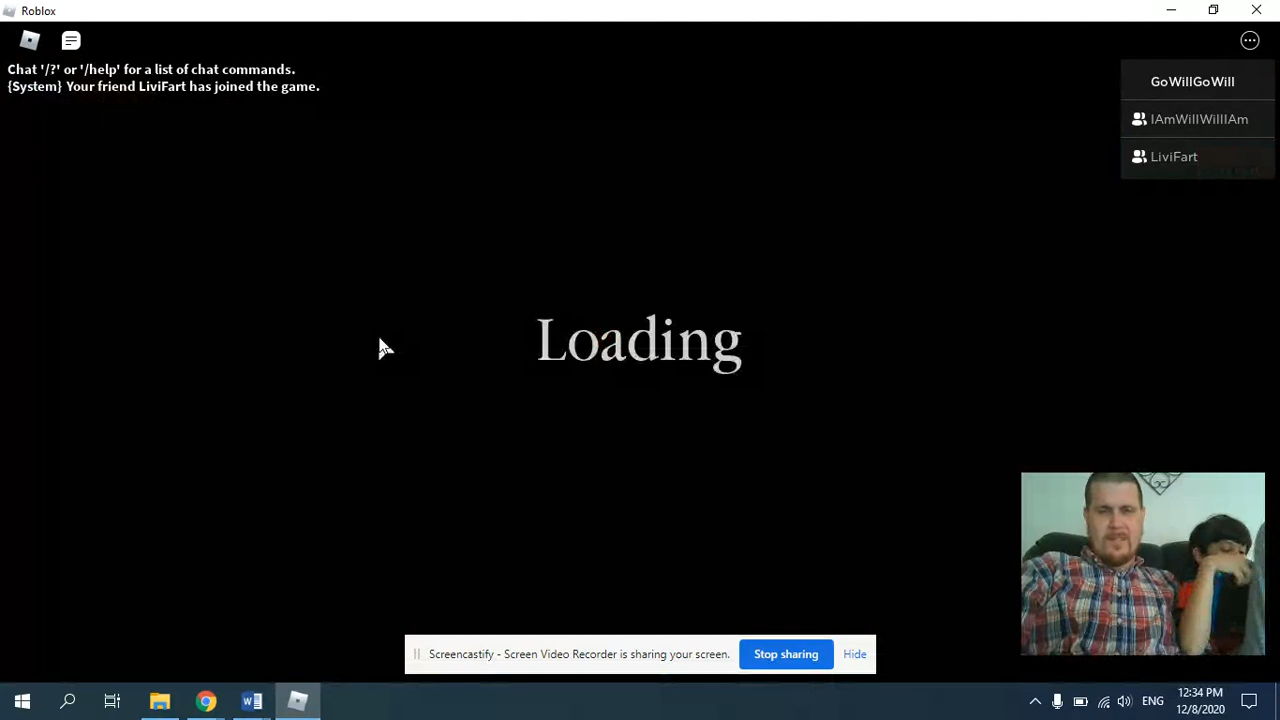 Roblox
Chat '/?' or '/help' for a list of chat commands.
{System} Your friend LiviFart has joined the game.
GoWillGoWill
IAmWillWillIAm
LiviFart
Loading
Screencastify - Screen Video Recorder is sharing your screen.
Stop sharing
Hide
ENG
12:34 PM
12/8/2020